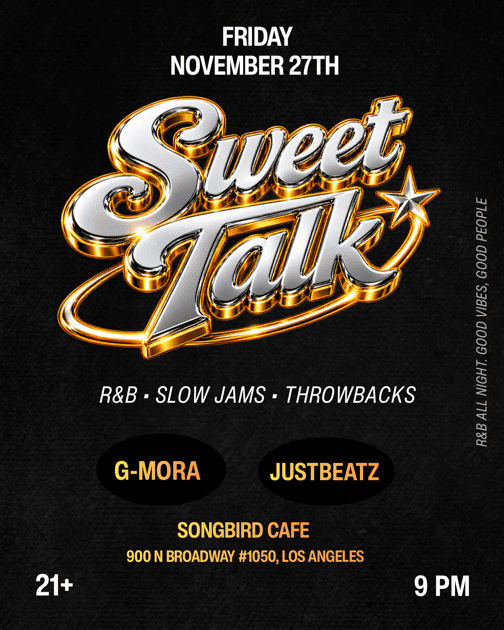 FRIDAY
NOVEMBER 27TH
Sweet
Talk
R&B ALL NIGHT. GOOD VIBES, GOOD PEOPLE
R&B • SLOW JAMS • THROWBACKS
G-MORA
JUSTBEATZ
SONGBIRD CAFE
900 N BROADWAY #1050, LOS ANGELES
21+
9 PM